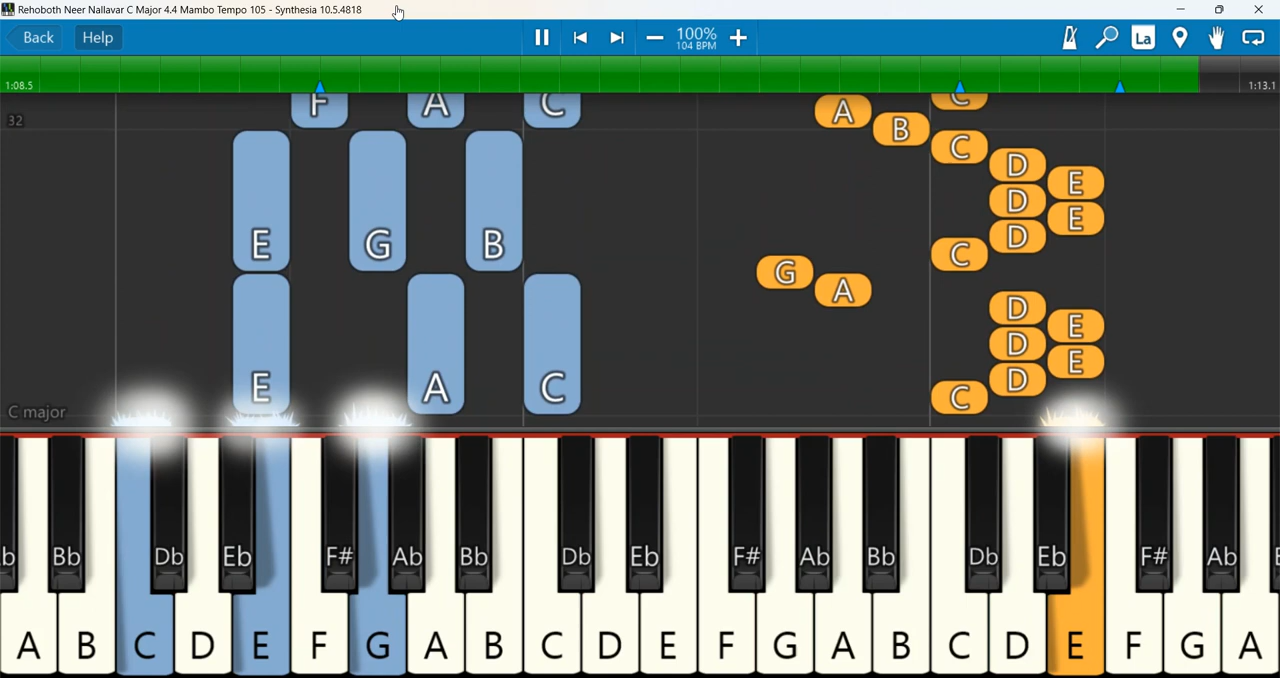 Rehoboth Neer Nallavar C Major 4.4 Mambo Tempo 105 - Synthesia 10.5.4818
Back Help 100% La
104 BPM
1:08.5 1:13.1
F A C A C
32 B
E G B C D E
D E
C D
G A
E A C D E
D E
C D
C major
b Bb Db Eb F# Ab Bb Db Eb F# Ab Bb Db Eb F# Ab E
A B C D E F G A B C D E F G A B C D E F G A